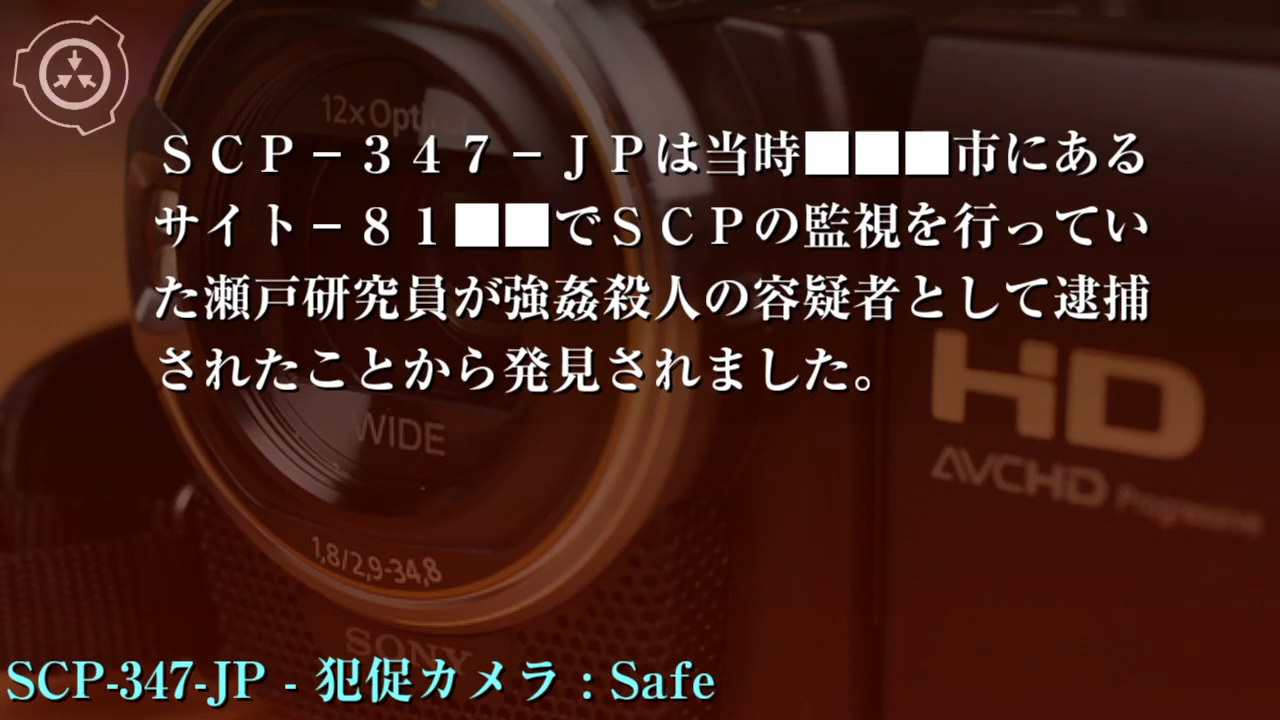 12x Optical
ＳＣＰ－３４７－ＪＰは当時■■■市にある
サイト－８１■■でＳＣＰの監視を行ってい
た瀬戸研究員が強姦殺人の容疑者として逮捕
されたことから発見されました。
HD
WIDE
AVCHD Progressive
1,8/2,9-34,8
SONY
SCP-347-JP - 犯促カメラ : Safe